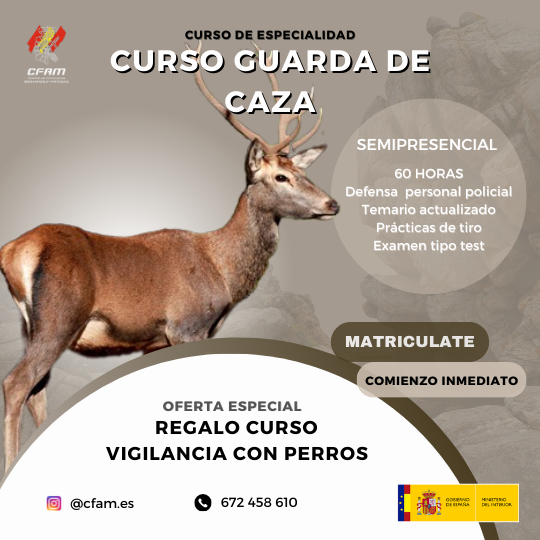 CURSO DE ESPECIALIDAD
CURSO GUARDA DE
CAZA
CFAM
SEMIPRESENCIAL
60 HORAS
Defensa personal policial
Temario actualizado
Prácticas de tiro
Examen tipo test
MATRICULATE
COMIENZO INMEDIATO
OFERTA ESPECIAL
REGALO CURSO
VIGILANCIA CON PERROS
@cfam.es
672 458 610
GOBIERNO
DE ESPAÑA
MINISTERIO
DEL INTERIOR